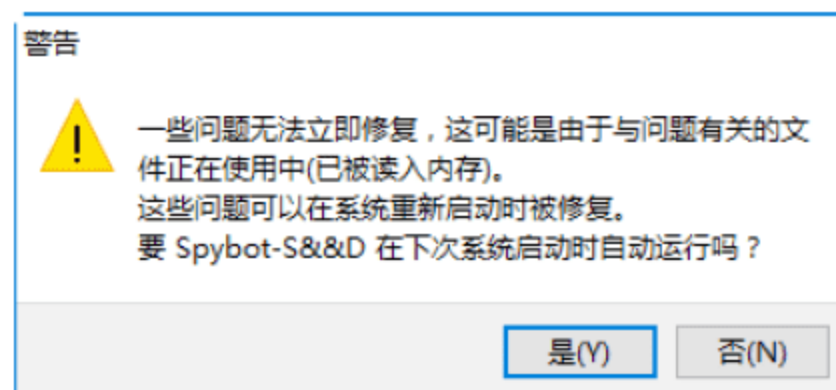 警告
一些问题无法立即修复，这可能是由于与问题有关的文
件正在使用中(已被读入内存)。
这些问题可以在系统重新启动时被修复。
要 Spybot-S&&D 在下次系统启动时自动运行吗？
是(Y) 否(N)